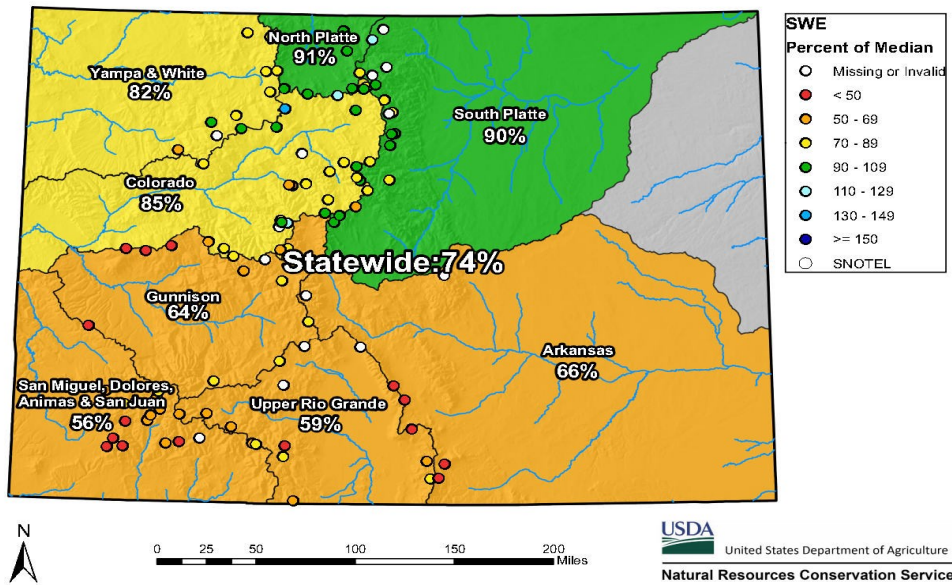 North Platte
91%
Yampa & White
82%
South Platte
90%
Colorado
85%
Statewide:74%
Gunnison
64%
Arkansas
66%
San Miguel, Dolores,
Animas & San Juan
56%
Upper Rio Grande
59%
SWE
Percent of Median
Missing or Invalid
< 50
50 - 69
70 - 89
90 - 109
110 - 129
130 - 149
>= 150
SNOTEL
N
0 25 50 100 150 200
Miles
USDA
United States Department of Agriculture
Natural Resources Conservation Service